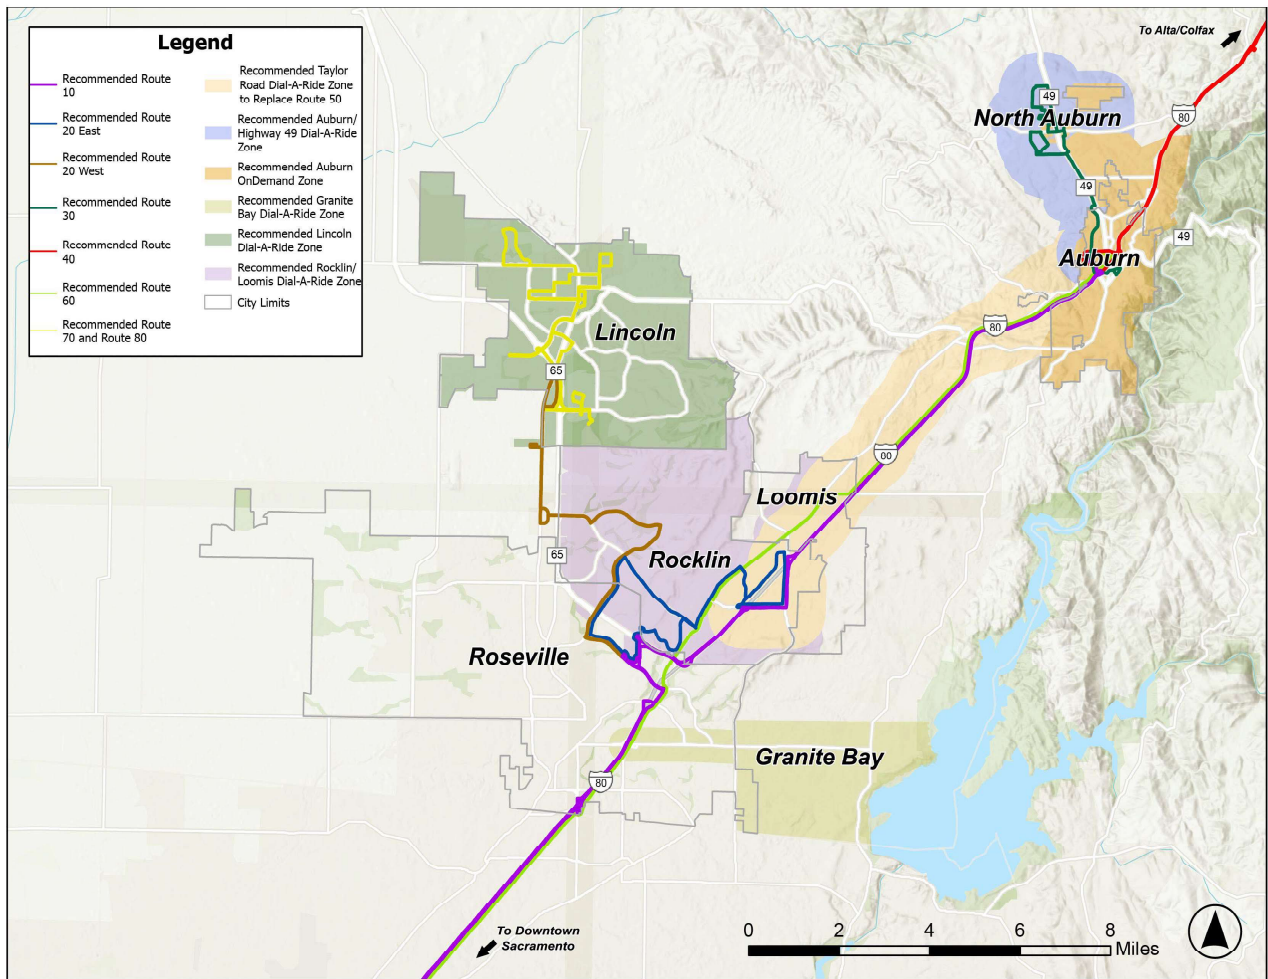 Legend
Recommended Route
10
Recommended Route
20 East
Recommended Route
20 West
Recommended Route
30
Recommended Route
40
Recommended Route
60
Recommended Route
70 and Route 80
Recommended Taylor
Road Dial-A-Ride Zone
to Replace Route 50
Recommended Auburn/
Highway 49 Dial-A-Ride
Zone
Recommended Auburn
OnDemand Zone
Recommended Granite
Bay Dial-A-Ride Zone
Recommended Lincoln
Dial-A-Ride Zone
Recommended Rocklin/
Loomis Dial-A-Ride Zone
City Limits
To Alta/Colfax
49
North Auburn
80
49
49
Auburn
80
Lincoln
65
80
Loomis
65
Rocklin
Roseville
Granite Bay
80
To Downtown
Sacramento
0 2 4 6 8
Miles